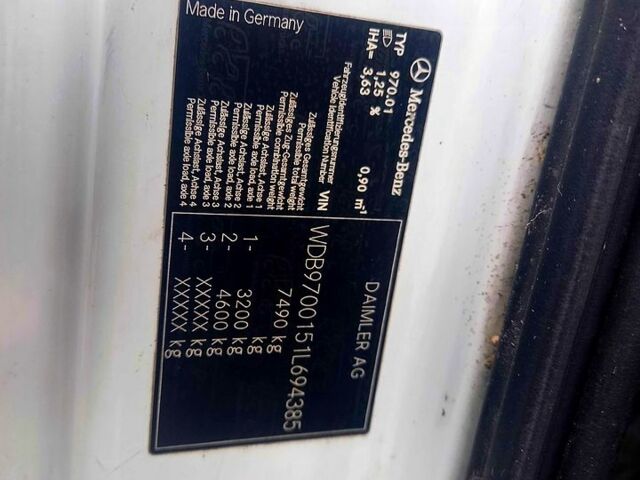 Mercedes-Benz
TYP 970.01
1,25 % 0,90 m-1
IHA= 3,63
Fahrzeugidentifizierungsnummer
Vehicle Identification Number VIN
DAIMLER AG
WDB9700151L694385
Zulässiges Gesamtgewicht
Permissible total weight 7490 kg
Zulässiges Zug-Gesamtgewicht
Permissible combination weight
Zulässige Achslast, Achse 1
Permissible axle load, axle 1 1- 3200 kg
Zulässige Achslast, Achse 2
Permissible axle load, axle 2 2- 4600 kg
Zulässige Achslast, Achse 3
Permissible axle load, axle 3 3- XXXXX kg
Zulässige Achslast, Achse 4
Permissible axle load, axle 4 4- XXXXX kg
Made in Germany